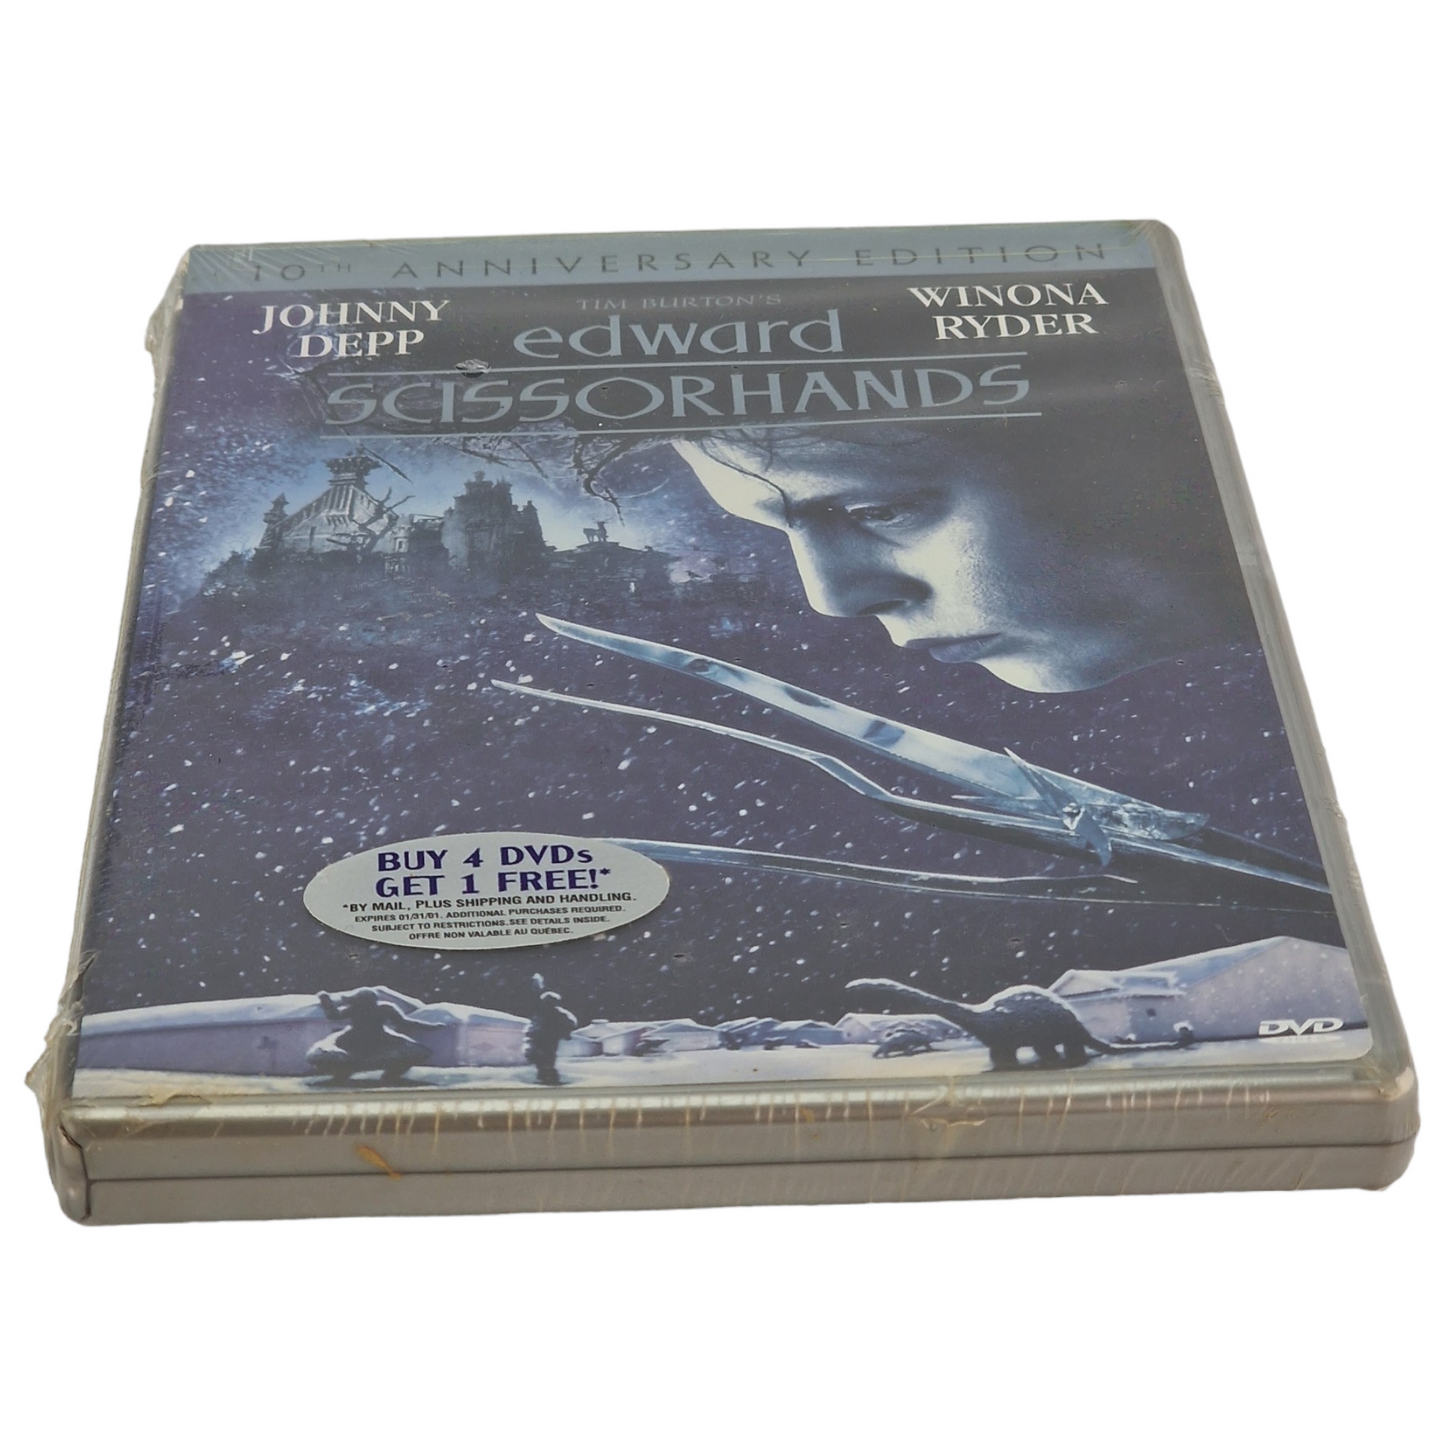 10TH ANNIVERSARY EDITION
JOHNNY DEPP
TIM BURTON'S
edward
SCISSORHANDS
WINONA RYDER
BUY 4 DVDs
GET 1 FREE!*
*BY MAIL, PLUS SHIPPING AND HANDLING.
EXPIRES 01/31/01. ADDITIONAL PURCHASES REQUIRED.
SUBJECT TO RESTRICTIONS. SEE DETAILS INSIDE.
OFFRE NON VALABLE AU QUÉBEC.
DVD